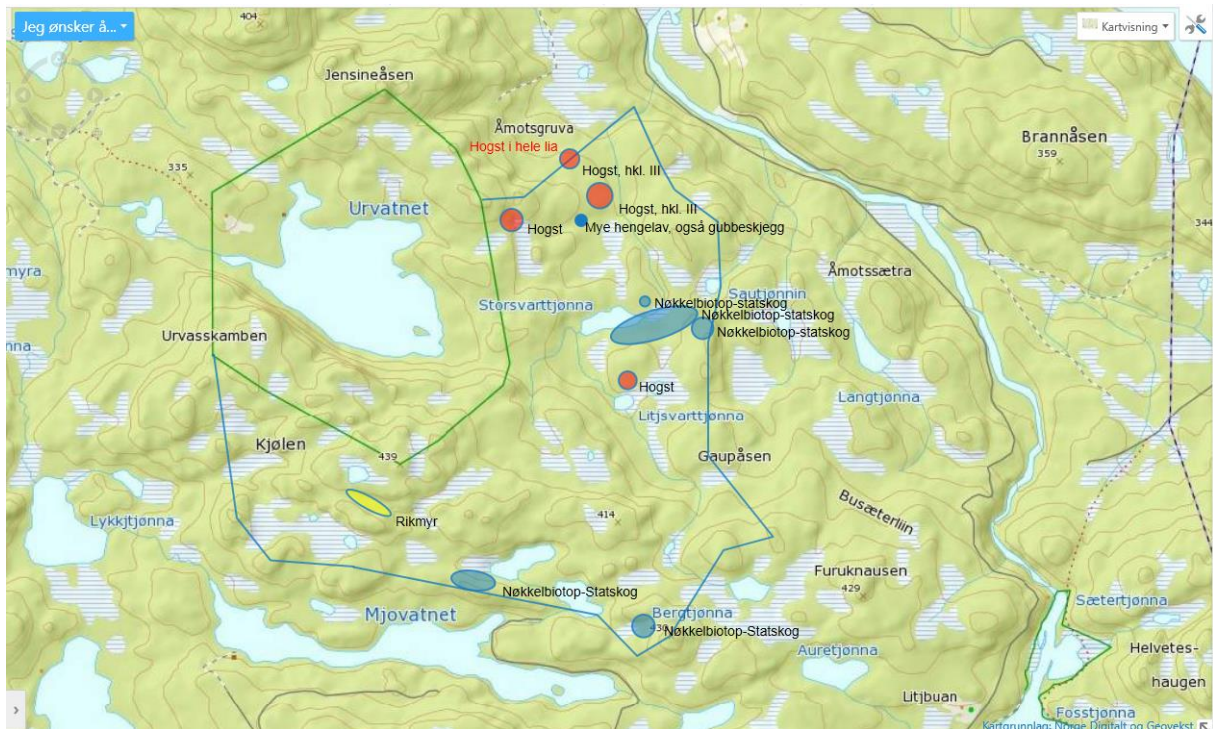 Jeg ønsker å...
404
Kartvisning
Jensineåsen
Åmotsgruva
Hogst i hele lia
Brannåsen
359
335
Hogst, hkl. III
Urvatnet
Hogst, hkl. III
Hogst
Mye hengelav, også gubbeskjegg
344
myra
Åmotssætra
Storsvarttjønna
Sautjønnin
Nøkkelbiotop-statskog
Nøkkelbiotop-statskog
Nøkkelbiotop-statskog
Urvasskamben
nna
Hogst
Langtjønna
Litjsvarttjønna
Kjølen
439
Gaupåsen
Busæterliin
Lykkjtjønna
Rikmyr
414
Furuknausen
429
Nøkkelbiotop-Statskog
Sætertjønna
Mjovatnet
Bergtjønna
430
Nøkkelbiotop-Statskog
Auretjønna
Helvetes-
haugen
Litjbuan
Fosstjønna
Kartgrunnlag: Norge Digitalt og Geovekst